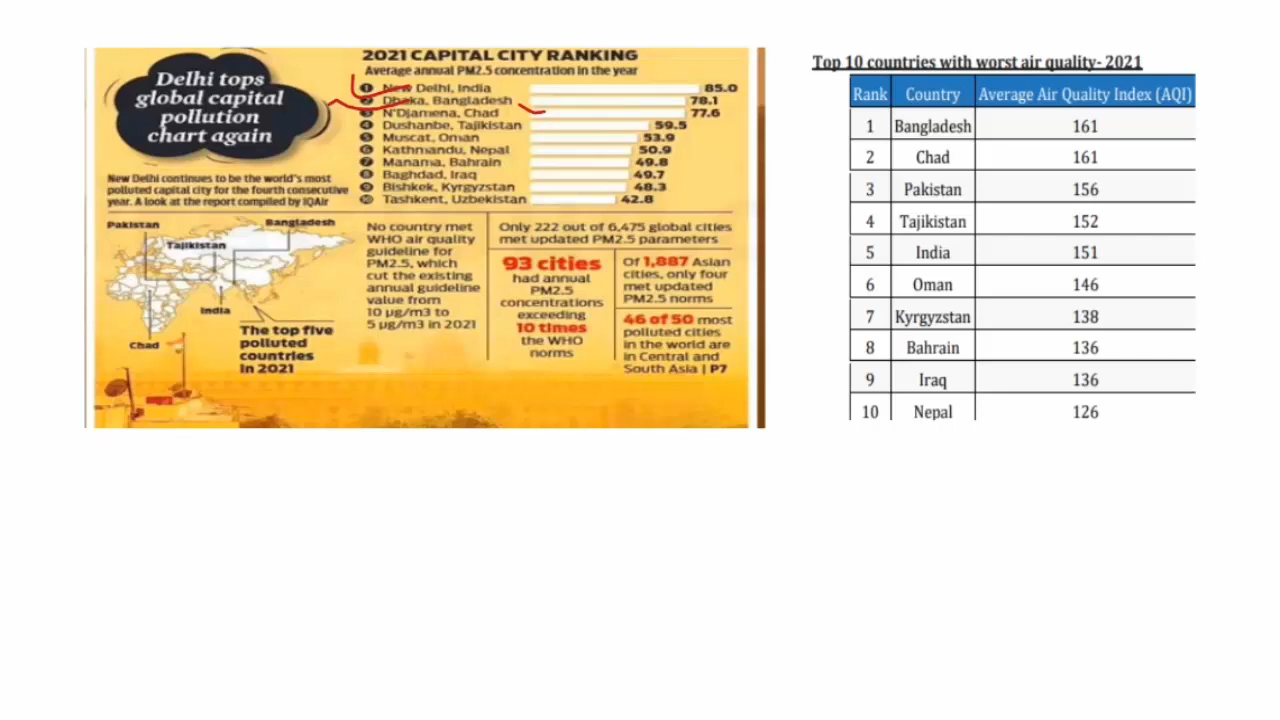 Delhi tops
global capital
pollution
chart again
New Delhi continues to be the world's most
polluted capital city for the fourth consecutive
year. A look at the report compiled by IQAir
2021 CAPITAL CITY RANKING
Average annual PM2.5 concentration in the year
1 New Delhi, India 85.0
2 Dhaka, Bangladesh 78.1
3 N'Djamena, Chad 77.6
4 Dushanbe, Tajikistan 59.5
5 Muscat, Oman 53.9
6 Kathmandu, Nepal 50.9
7 Manama, Bahrain 49.8
8 Baghdad, Iraq 49.7
9 Bishkek, Kyrgyzstan 48.3
10 Tashkent, Uzbekistan 42.8
Pakistan
Bangladesh
Tajikistan
India
Chad
The top five
polluted
countries
in 2021
No country met
WHO air quality
guideline for
PM2.5, which
cut the existing
annual guideline
value from
10 µg/m3 to
5 µg/m3 in 2021
Only 222 out of 6,475 global cities
met updated PM2.5 parameters
93 cities
had annual
PM2.5
concentrations
exceeding
10 times
the WHO
norms
Of 1,887 Asian
cities, only four
met updated
PM2.5 norms
46 of 50 most
polluted cities
in the world are
in Central and
South Asia | P7
Top 10 countries with worst air quality- 2021
Rank Country Average Air Quality Index (AQI)
1 Bangladesh 161
2 Chad 161
3 Pakistan 156
4 Tajikistan 152
5 India 151
6 Oman 146
7 Kyrgyzstan 138
8 Bahrain 136
9 Iraq 136
10 Nepal 126